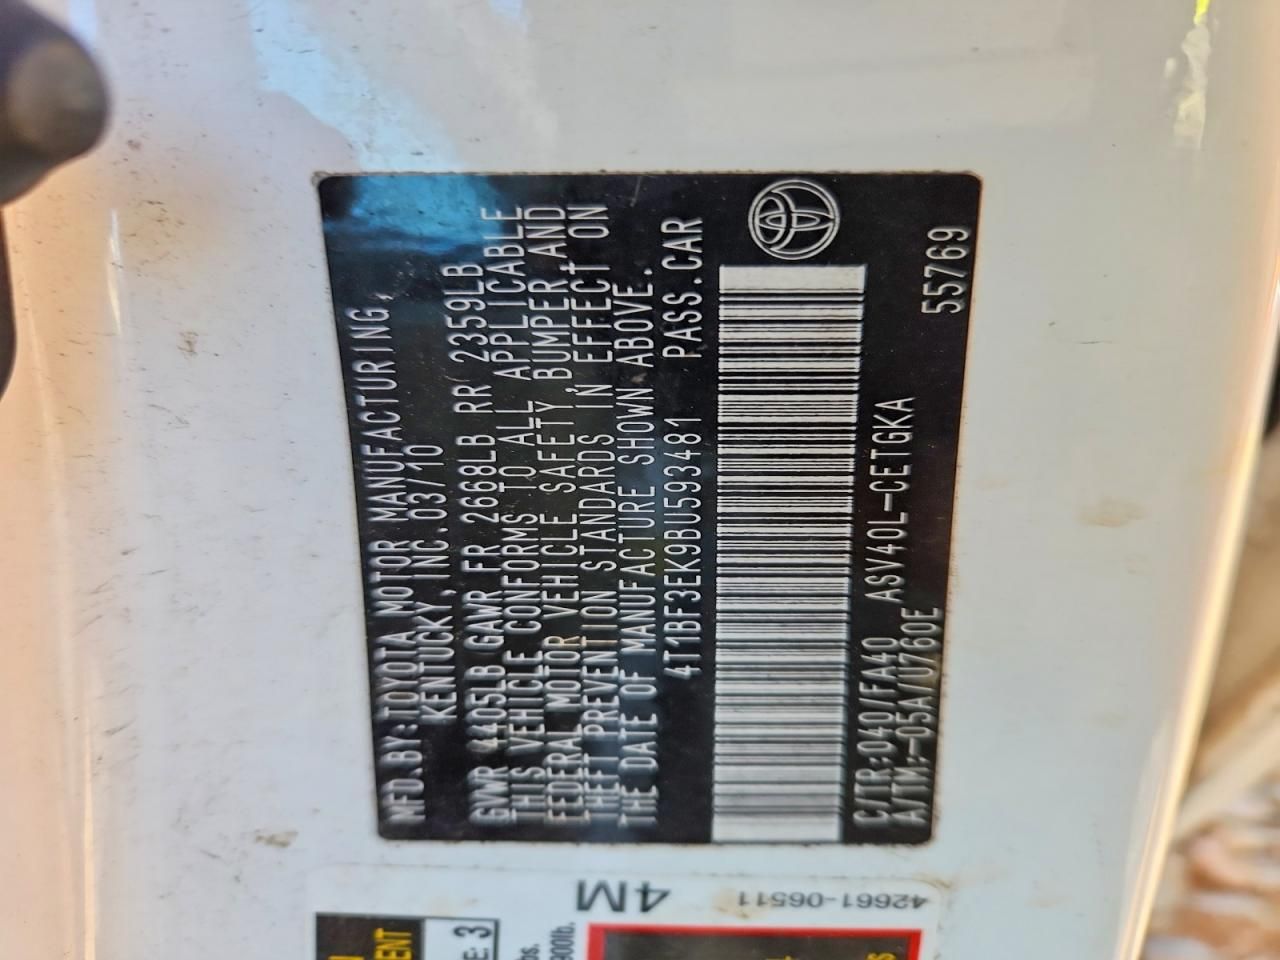 MFD.BY:TOYOTA MOTOR MANUFACTURING,
KENTUCKY,INC.03/10
GVWR 4405LB GAWR FR 2668LB RR 2359LB
THIS VEHICLE CONFORMS TO ALL APPLICABLE
FEDERAL MOTOR VEHICLE SAFETY,BUMPER,AND
THEFT PREVENTION STANDARDS IN EFFECT ON
THE DATE OF MANUFACTURE SHOWN ABOVE.
4T1BF3EK9BU593481 PASS.CAR
C/TR:040/FA40 ASV40L-CETGKA
A/TM:-05A/U760E 55769
4M
42661-06511